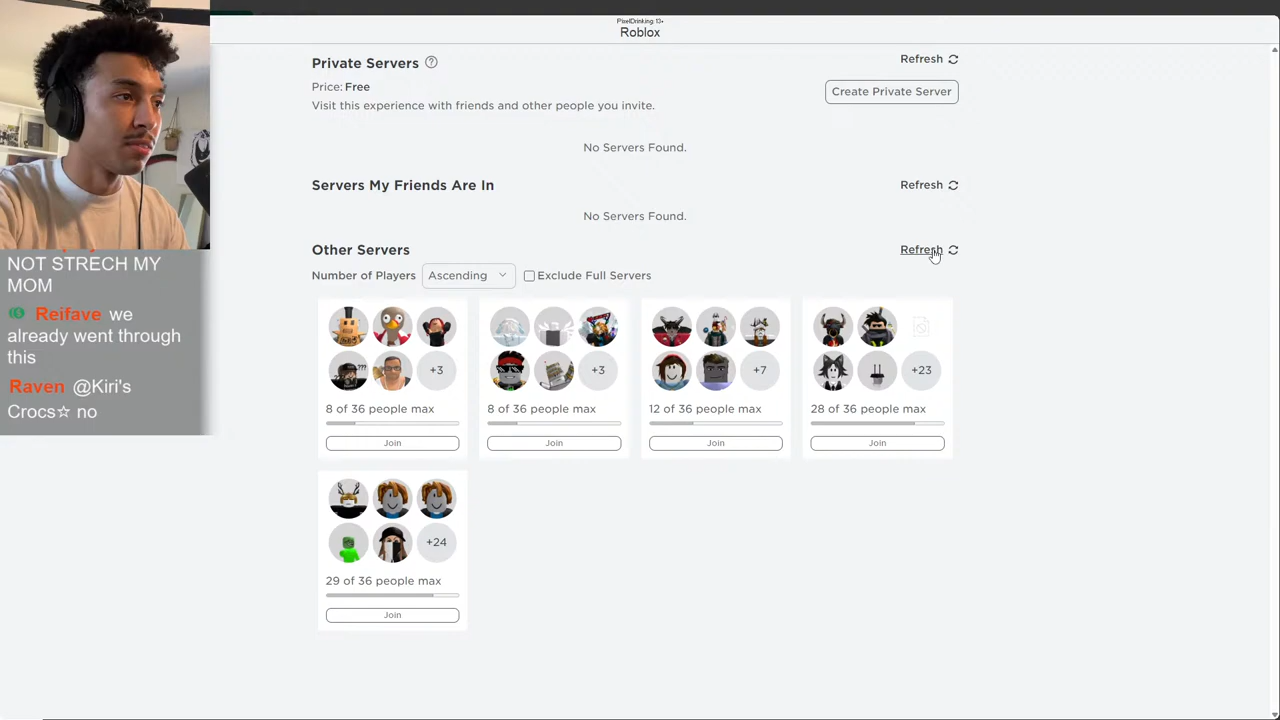 PixelDrinking 13+
Roblox
Private Servers
Refresh
Price: Free
Create Private Server
Visit this experience with friends and other people you invite.
No Servers Found.
Servers My Friends Are In
Refresh
No Servers Found.
Other Servers
Refresh
Number of Players Ascending Exclude Full Servers
+3
8 of 36 people max
Join
+3
8 of 36 people max
Join
+7
12 of 36 people max
Join
+23
28 of 36 people max
Join
+24
29 of 36 people max
Join
NOT STRECH MY
MOM
Reifave we
already went through
this
Raven @Kiri's
Crocs☆ no